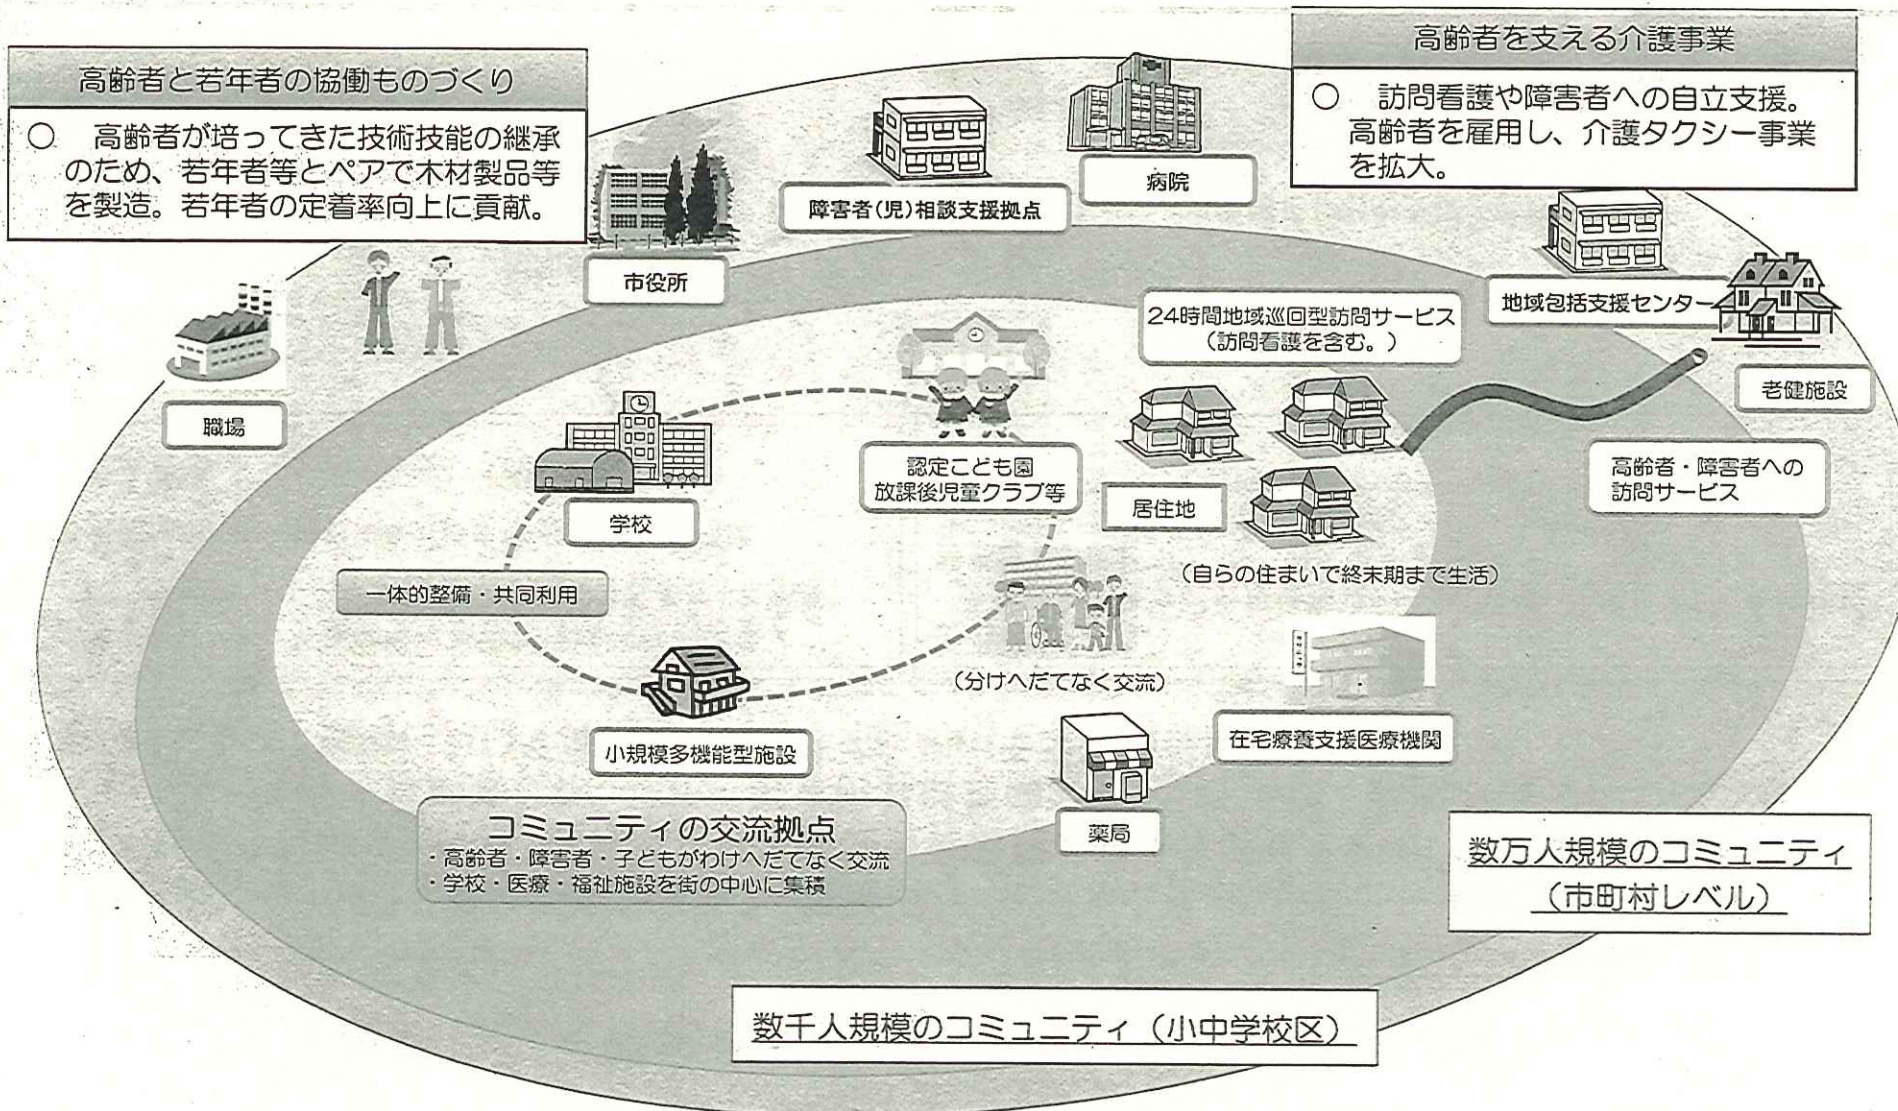 高齢者と若年者の協働ものづくり
○ 高齢者が培ってきた技術技能の継承
のため、若年者等とペアで木材製品等
を製造。若年者の定着率向上に貢献。
高齢者を支える介護事業
○ 訪問看護や障害者への自立支援。
高齢者を雇用し、介護タクシー事業
を拡大。
病院
障害者(児)相談支援拠点
市役所
地域包括支援センター
24時間地域巡回型訪問サービス
(訪問看護を含む。)
老健施設
職場
認定こども園
放課後児童クラブ等
高齢者・障害者への
訪問サービス
居住地
学校
(自らの住まいで終末期まで生活)
一体的整備・共同利用
(分けへだてなく交流)
小規模多機能型施設
在宅療養支援医療機関
薬局
コミュニティの交流拠点
・高齢者・障害者・子どもがわけへだてなく交流
・学校・医療・福祉施設を街の中心に集積
数万人規模のコミュニティ
(市町村レベル)
数千人規模のコミュニティ(小中学校区)